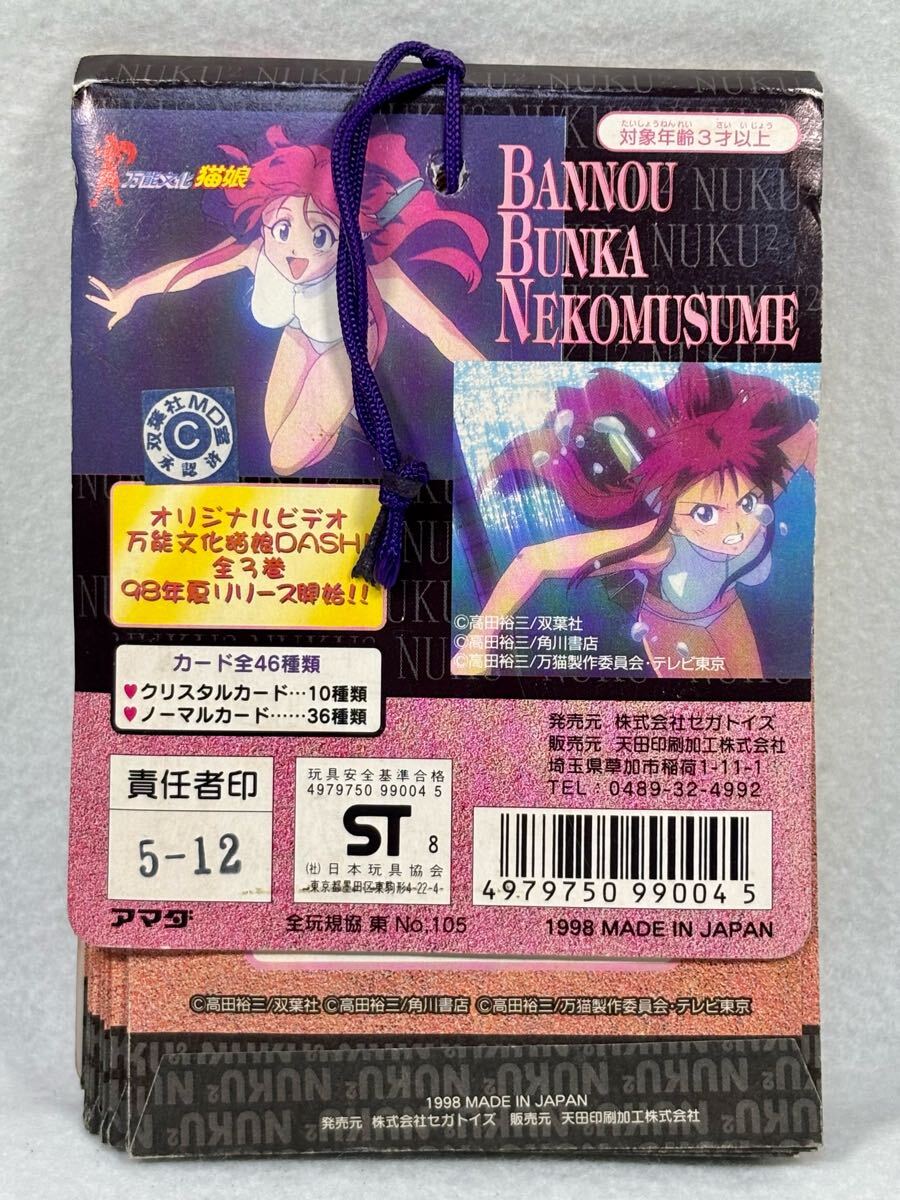 万能文化 猫娘
たいしょうねんれい さい いじょう
対象年齢3才以上
BANNOU
BUNKA
NEKOMUSUME
双葉社MD室
C
承認済
オリジナルビデオ
万能文化猫娘DASH!
全3巻
98年夏リリース開始!!
©高田裕三/双葉社
©高田裕三/角川書店
©高田裕三/万猫製作委員会・テレビ東京
カード全46種類
♥クリスタルカード…10種類
♥ノーマルカード……36種類
発売元 株式会社セガトイズ
販売元 天田印刷加工株式会社
埼玉県草加市稲荷1-11-1
TEL:0489-32-4992
責任者印
5-12
玩具安全基準合格
4979750 99004 5
ST 8
(社)日本玩具協会
東京都墨田区東駒形4-22-4
4979750 990045
アマダ
全玩規協 東 No.105
1998 MADE IN JAPAN
©高田裕三/双葉社 ©高田裕三/角川書店 ©高田裕三/万猫製作委員会・テレビ東京
NUKU² NUKU² NUKU² NUKU²
1998 MADE IN JAPAN
発売元 株式会社セガトイズ 販売元 天田印刷加工株式会社